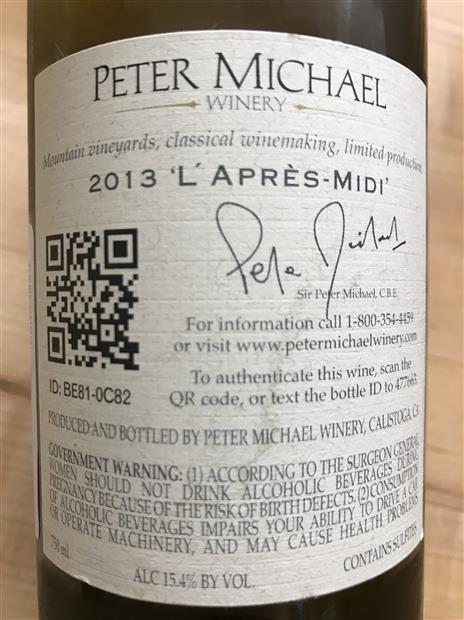 PETER MICHAEL
WINERY
Mountain vineyards, classical winemaking, limited production.
2013 'L'APRÈS-MIDI'
Pete Michael
Sir Peter Michael, C.B.E.
For information call 1-800-354-4459
or visit www.petermichaelwinery.com
To authenticate this wine, scan the
QR code, or text the bottle ID to 477663.
ID: BE81-0C82
PRODUCED AND BOTTLED BY PETER MICHAEL WINERY, CALISTOGA, CA
GOVERNMENT WARNING: (1) ACCORDING TO THE SURGEON GENERAL,
WOMEN SHOULD NOT DRINK ALCOHOLIC BEVERAGES DURING
PREGNANCY BECAUSE OF THE RISK OF BIRTH DEFECTS. (2) CONSUMPTION
OF ALCOHOLIC BEVERAGES IMPAIRS YOUR ABILITY TO DRIVE A CAR
OR OPERATE MACHINERY, AND MAY CAUSE HEALTH PROBLEMS
750 ml
CONTAINS SULFITES
ALC 15.4% BY VOL.